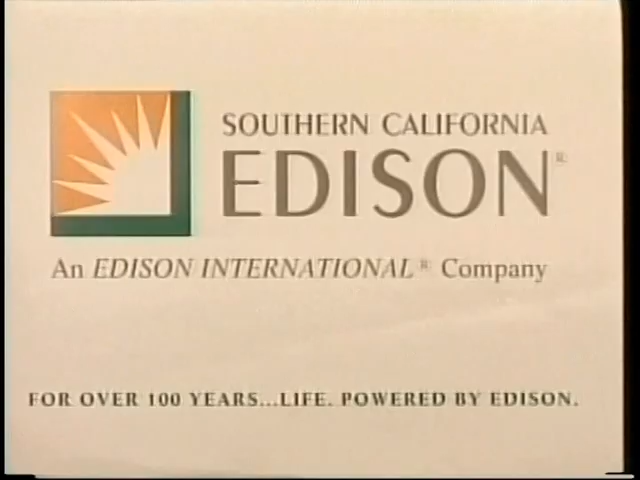 SOUTHERN CALIFORNIA
EDISON®
An EDISON INTERNATIONAL® Company
FOR OVER 100 YEARS...LIFE. POWERED BY EDISON.